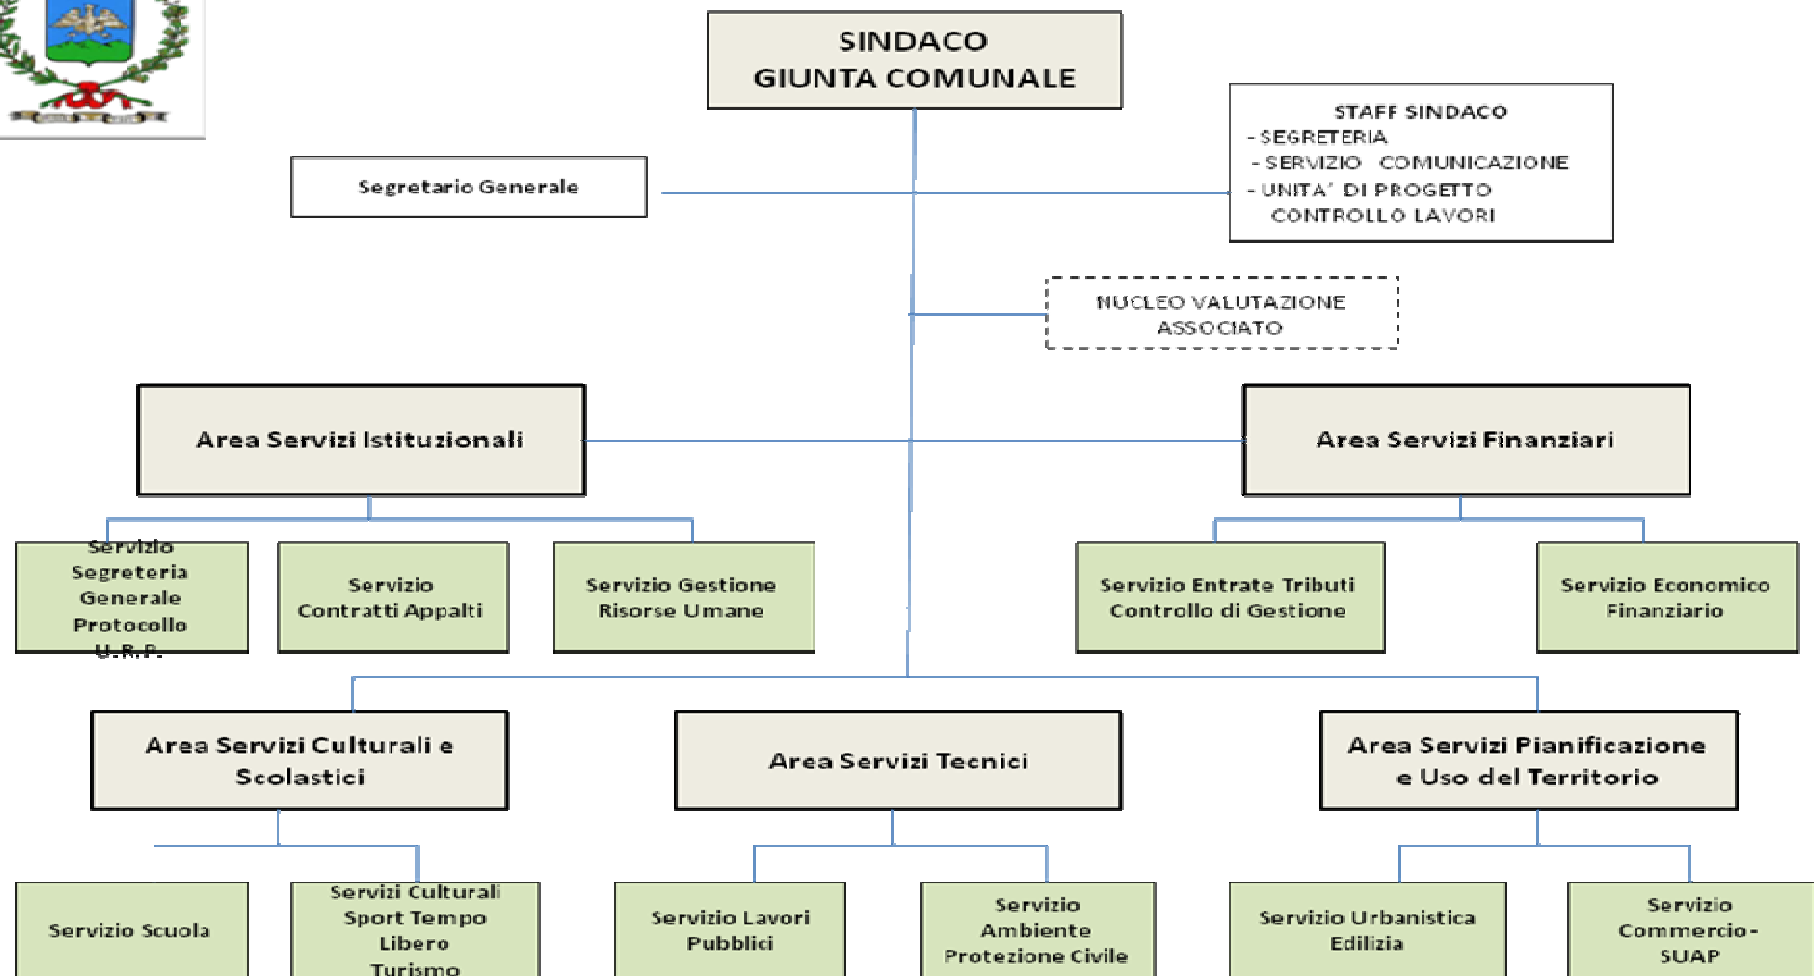 SINDACO
GIUNTA COMUNALE
STAFF SINDACO
- SEGRETERIA
- SERVIZIO COMUNICAZIONE
- UNITA' DI PROGETTO
CONTROLLO LAVORI
Segretario Generale
NUCLEO VALUTAZIONE
ASSOCIATO
Area Servizi Istituzionali
Area Servizi Finanziari
Servizio
Segreteria
Generale
Protocollo
U.R.P.
Servizio
Contratti Appalti
Servizio Gestione
Risorse Umane
Servizio Entrate Tributi
Controllo di Gestione
Servizio Economico
Finanziario
Area Servizi Culturali e
Scolastici
Area Servizi Tecnici
Area Servizi Pianificazione
e Uso del Territorio
Servizio Scuola
Servizi Culturali
Sport Tempo
Libero
Turismo
Servizio Lavori
Pubblici
Servizio
Ambiente
Protezione Civile
Servizio Urbanistica
Edilizia
Servizio
Commercio-
SUAP